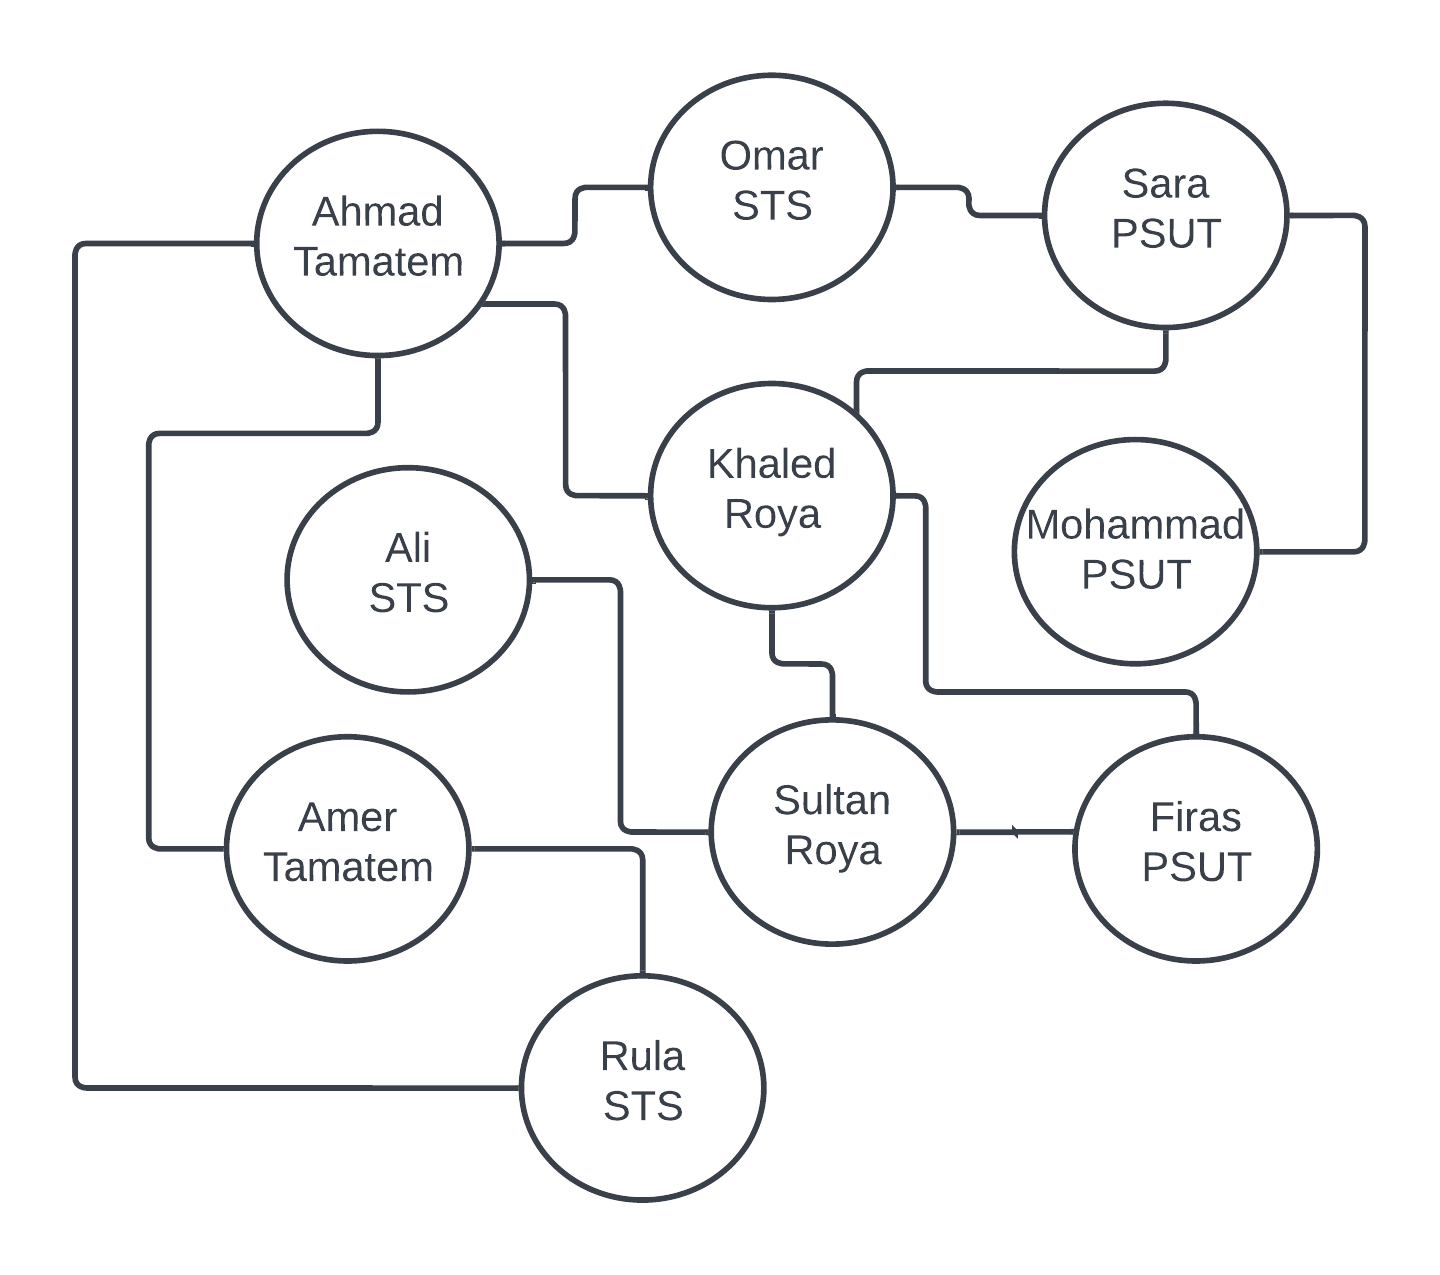 Omar
STS
Sara
PSUT
Ahmad
Tamatem
Khaled
Roya
Mohammad
PSUT
Ali
STS
Sultan
Roya
Amer
Tamatem
Firas
PSUT
Rula
STS